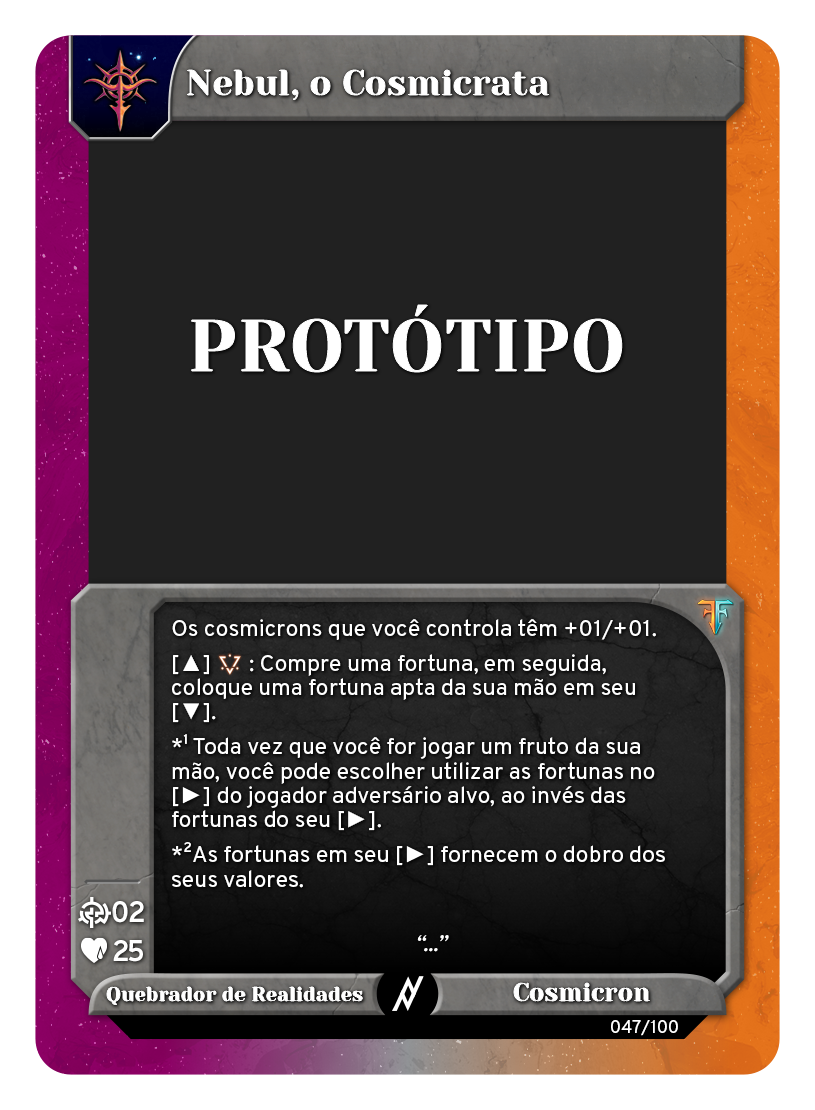 Nebul, o Cosmicrata
PROTÓTIPO
Os cosmicrons que você controla têm +01/+01.
[▲] : Compre uma fortuna, em seguida,
coloque uma fortuna apta da sua mão em seu
[▼].
*¹ Toda vez que você for jogar um fruto da sua
mão, você pode escolher utilizar as fortunas no
[▶] do jogador adversário alvo, ao invés das
fortunas do seu [▶].
*²As fortunas em seu [▶] fornecem o dobro dos
seus valores.
“...”
02
25
Quebrador de Realidades
Cosmicron
047/100